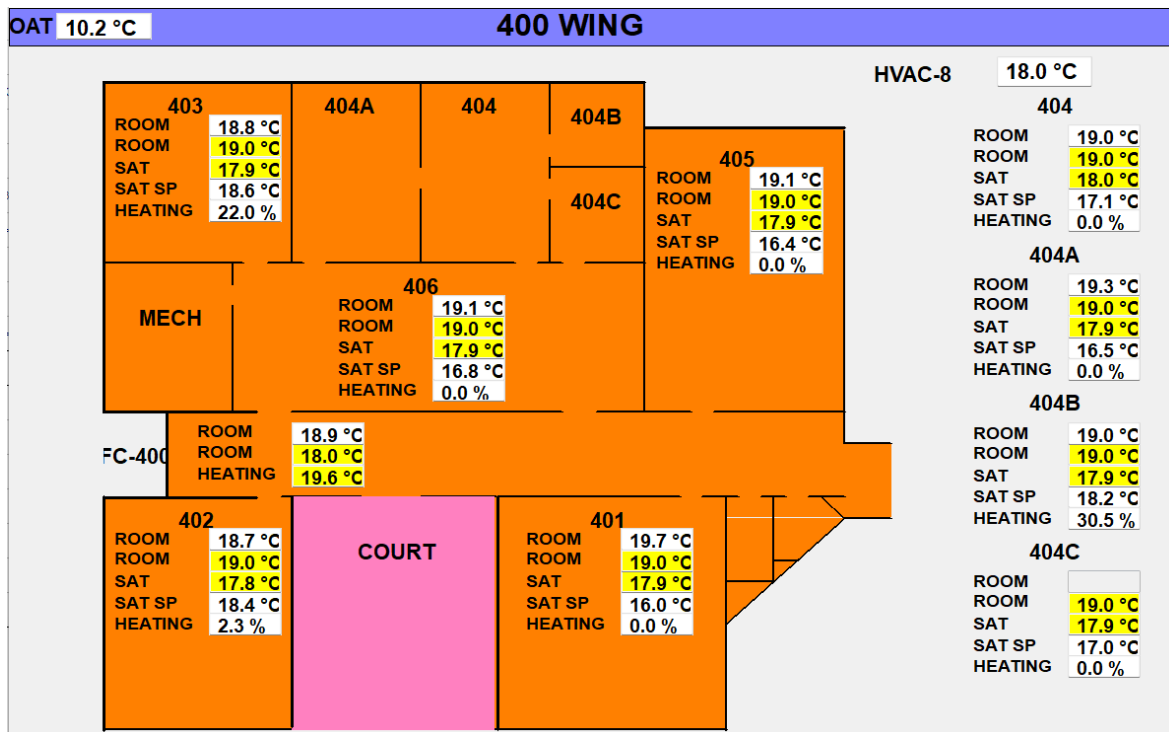 OAT 10.2 °C 400 WING
HVAC-8 18.0 °C
403
ROOM 18.8 °C
ROOM 19.0 °C
SAT 17.9 °C
SAT SP 18.6 °C
HEATING 22.0 %
404A
404
404B
404C
405
ROOM 19.1 °C
ROOM 19.0 °C
SAT 17.9 °C
SAT SP 16.4 °C
HEATING 0.0 %
MECH
406
ROOM 19.1 °C
ROOM 19.0 °C
SAT 17.9 °C
SAT SP 16.8 °C
HEATING 0.0 %
FC-400
ROOM 18.9 °C
ROOM 18.0 °C
HEATING 19.6 °C
402
ROOM 18.7 °C
ROOM 19.0 °C
SAT 17.8 °C
SAT SP 18.4 °C
HEATING 2.3 %
COURT
401
ROOM 19.7 °C
ROOM 19.0 °C
SAT 17.9 °C
SAT SP 16.0 °C
HEATING 0.0 %
404
ROOM 19.0 °C
ROOM 19.0 °C
SAT 18.0 °C
SAT SP 17.1 °C
HEATING 0.0 %
404A
ROOM 19.3 °C
ROOM 19.0 °C
SAT 17.9 °C
SAT SP 16.5 °C
HEATING 0.0 %
404B
ROOM 19.0 °C
ROOM 19.0 °C
SAT 17.9 °C
SAT SP 18.2 °C
HEATING 30.5 %
404C
ROOM
ROOM 19.0 °C
SAT 17.9 °C
SAT SP 17.0 °C
HEATING 0.0 %